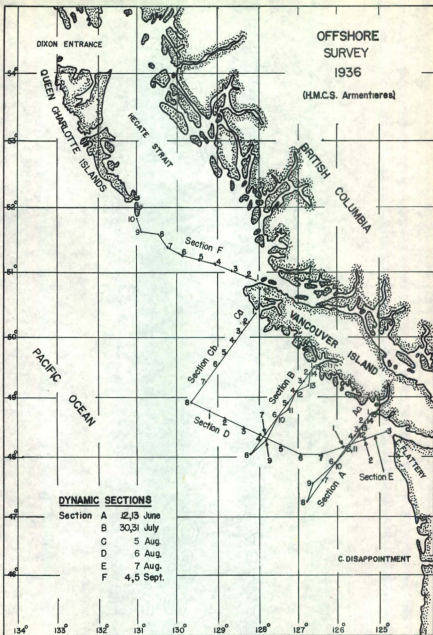 OFFSHORE
SURVEY
1936
(H.M.C.S. Armentieres)
DIXON ENTRANCE
QUEEN CHARLOTTE ISLANDS
HECATE STRAIT
BRITISH COLUMBIA
VANCOUVER ISLAND
PACIFIC OCEAN
Section F
Section Cb
Ca
Section B
Section D
Section A
Section E
FLATTERY
C. DISAPPOINTMENT
DYNAMIC SECTIONS
Section A 12,13 June
B 30,31 July
C 5 Aug.
D 6 Aug.
E 7 Aug.
F 4,5 Sept.
54°
53°
52°
51°
50°
49°
48°
47°
46°
134° 133° 132° 131° 130° 129° 128° 127° 126° 125° 124°